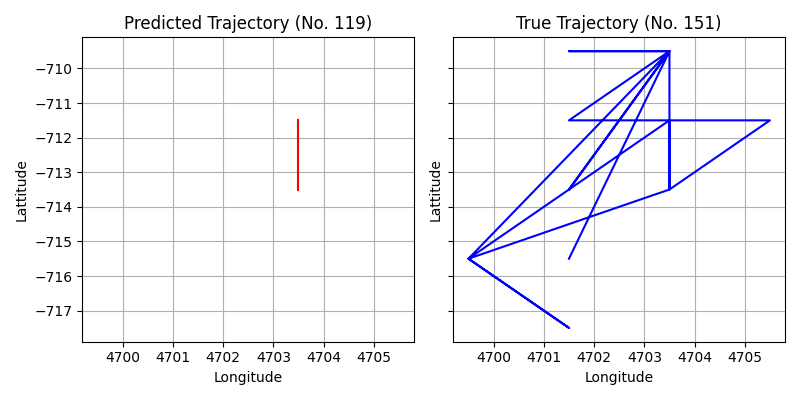 Predicted Trajectory (No. 119)
True Trajectory (No. 151)
−710
−711
−712
−713
−714
−715
−716
−717
Lattitude
Lattitude
4700 4701 4702 4703 4704 4705
4700 4701 4702 4703 4704 4705
Longitude
Longitude